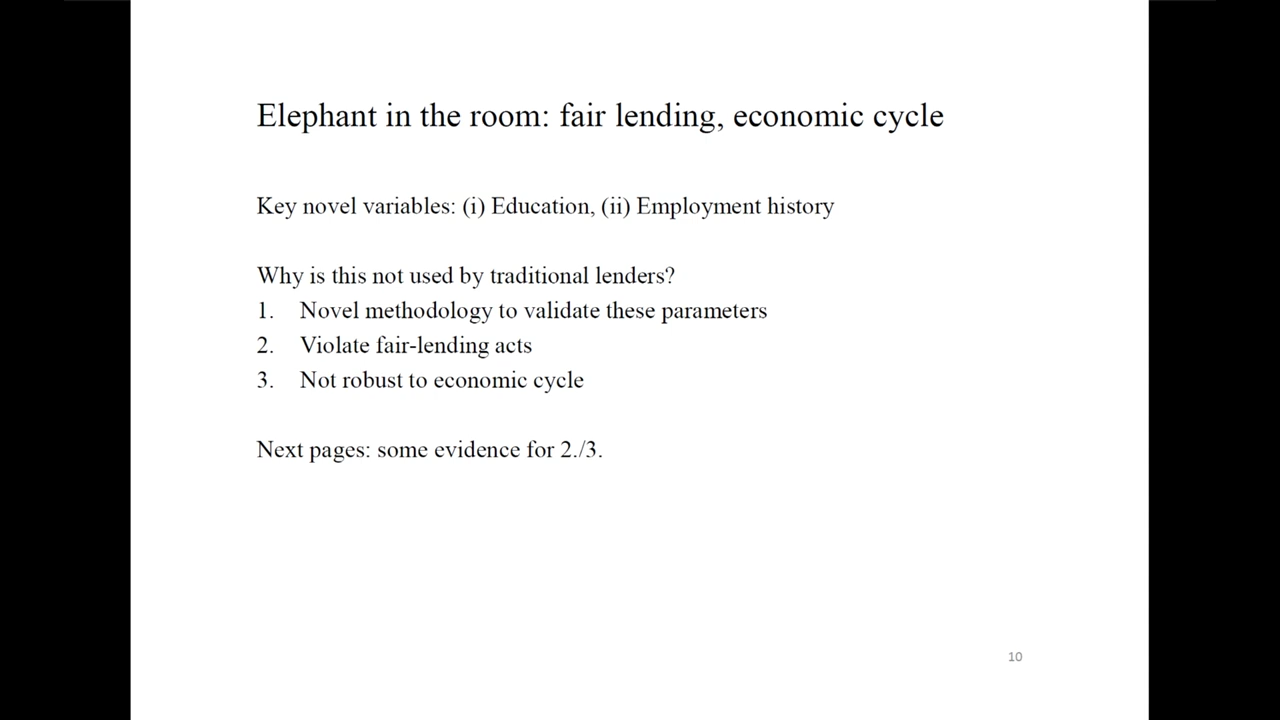 Elephant in the room: fair lending, economic cycle
Key novel variables: (i) Education, (ii) Employment history
Why is this not used by traditional lenders?
1. Novel methodology to validate these parameters
2. Violate fair-lending acts
3. Not robust to economic cycle
Next pages: some evidence for 2./3.
10